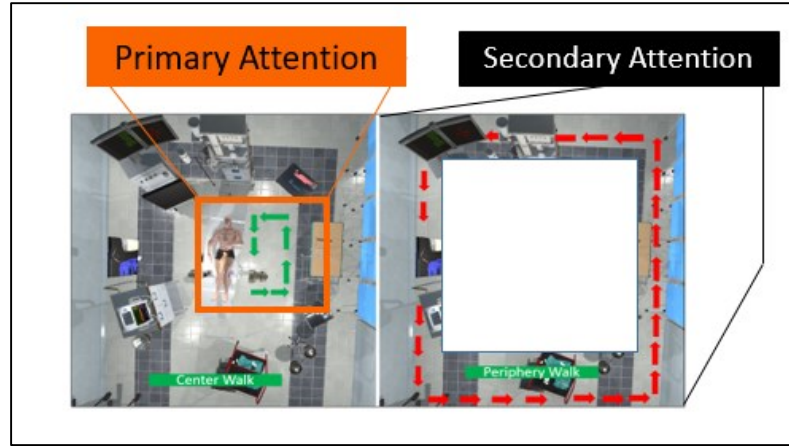 Primary Attention
Secondary Attention
Center Walk
Periphery Walk